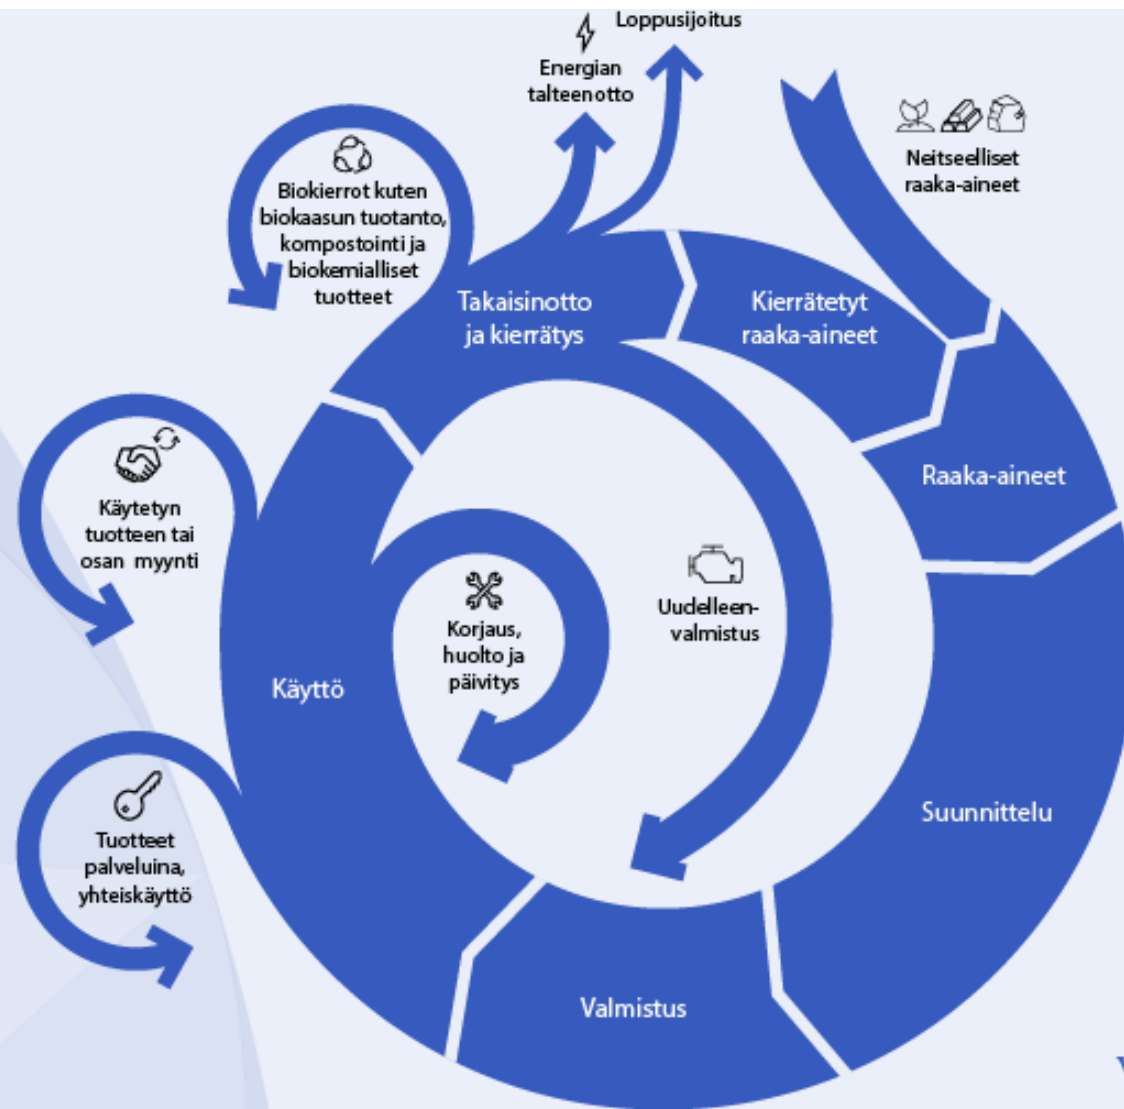 Loppusijoitus
Energian
talteenotto
Neitseelliset
raaka-aineet
Biokierrot kuten
biokaasun tuotanto,
kompostointi ja
biokemialliset
tuotteet
Takaisinotto
ja kierrätys
Kierrätetyt
raaka-aineet
Raaka-aineet
Käytetyn
tuotteen tai
osan myynti
Korjaus,
huolto ja
päivitys
Uudelleen-
valmistus
Käyttö
Suunnittelu
Tuotteet
palveluina,
yhteiskäyttö
Valmistus